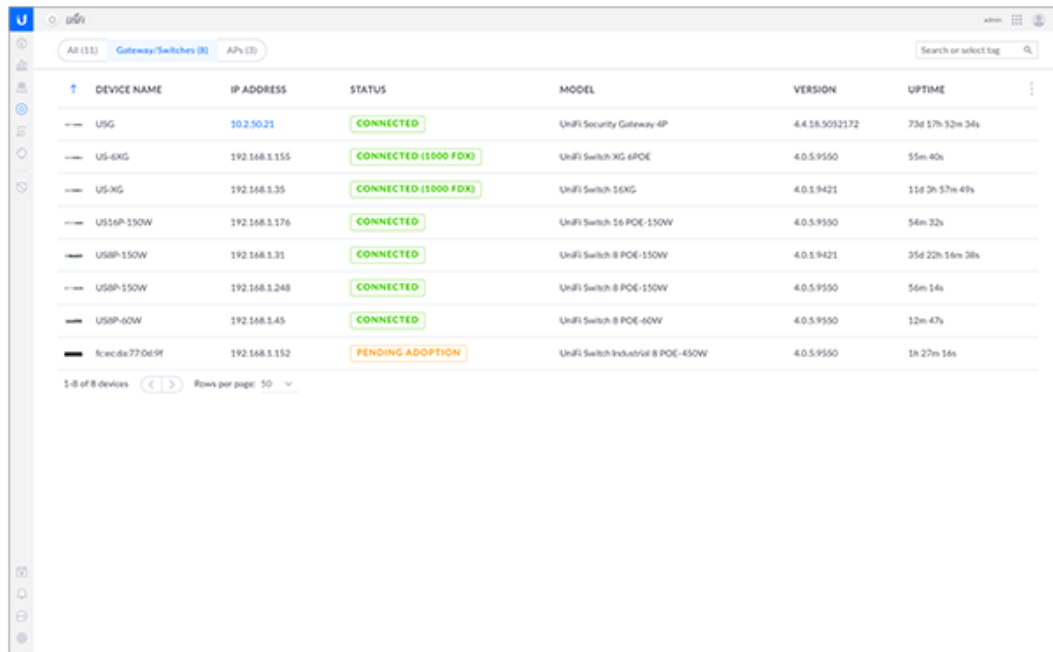 UniFi admin
All (11) Gateway/Switches (8) APs (3) Search or select tag
DEVICE NAME IP ADDRESS STATUS MODEL VERSION UPTIME
USG 10.2.50.21 CONNECTED UniFi Security Gateway 4P 4.4.18.5052172 73d 17h 52m 34s
US-6XG 192.168.1.155 CONNECTED (1000 FDX) UniFi Switch XG 6POE 4.0.5.9550 55m 40s
US-XG 192.168.1.35 CONNECTED (1000 FDX) UniFi Switch 16XG 4.0.1.9421 11d 3h 57m 49s
US16P-150W 192.168.1.176 CONNECTED UniFi Switch 16 POE-150W 4.0.5.9550 54m 32s
US8P-150W 192.168.1.31 CONNECTED UniFi Switch 8 POE-150W 4.0.1.9421 35d 22h 16m 38s
US8P-150W 192.168.1.248 CONNECTED UniFi Switch 8 POE-150W 4.0.5.9550 56m 14s
US8P-60W 192.168.1.45 CONNECTED UniFi Switch 8 POE-60W 4.0.5.9550 12m 47s
fc:ec:da:77:0d:9f 192.168.1.152 PENDING ADOPTION UniFi Switch Industrial 8 POE-450W 4.0.5.9550 1h 27m 16s
1-8 of 8 devices Rows per page: 50